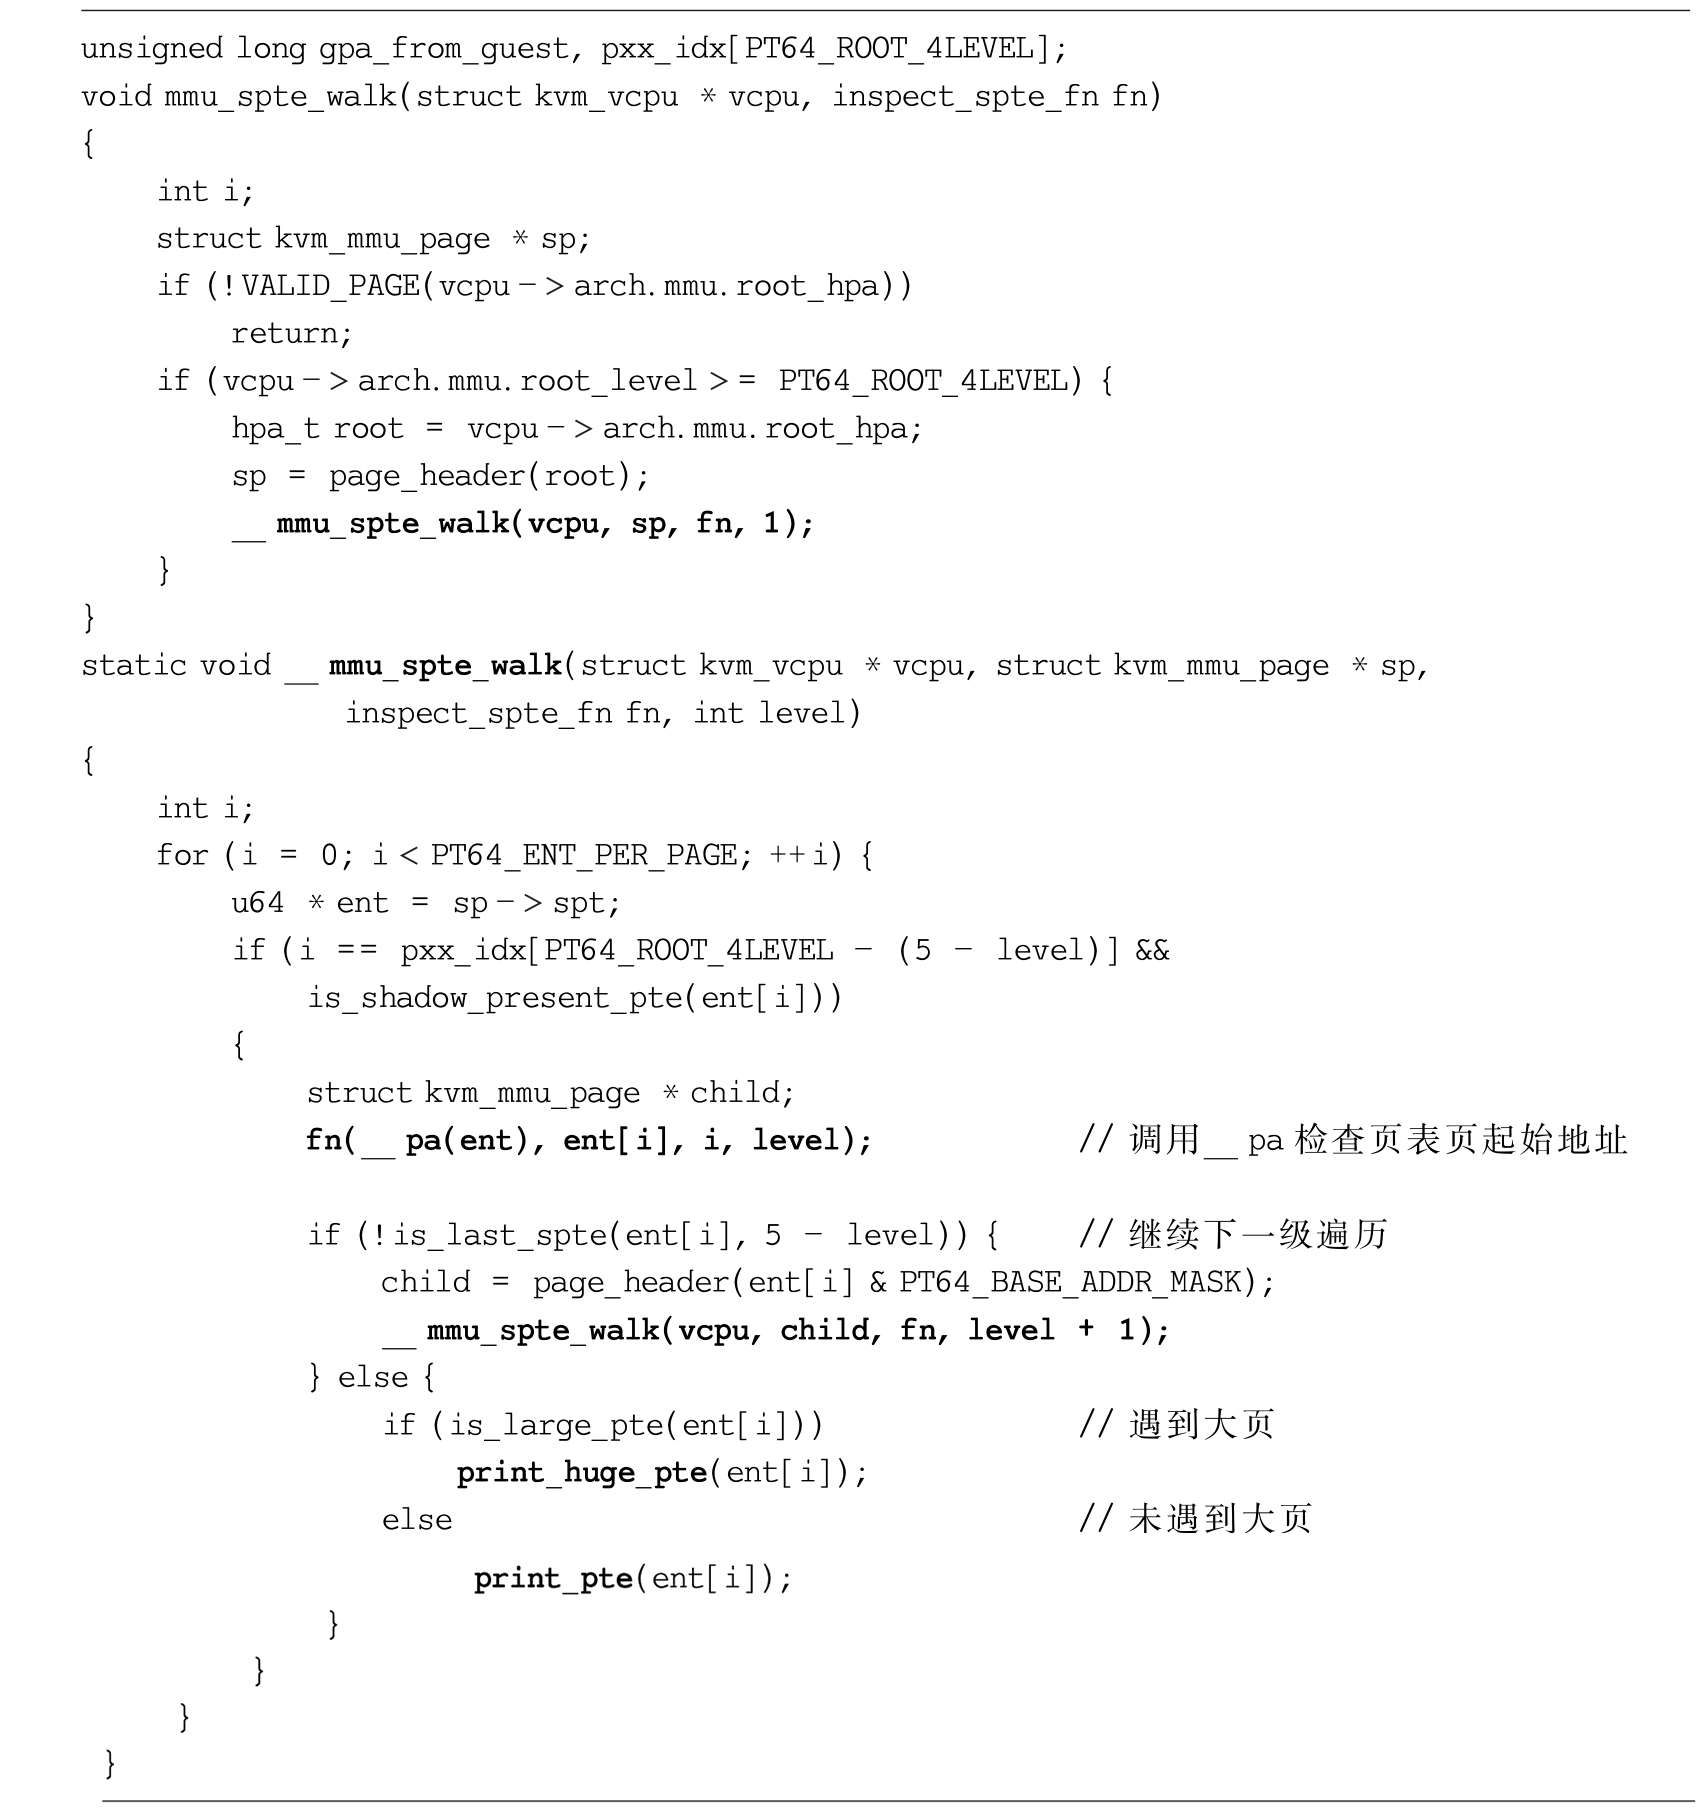 unsigned long gpa_from_guest, pxx_idx[PT64_ROOT_4LEVEL];
void mmu_spte_walk(struct kvm_vcpu * vcpu, inspect_spte_fn fn)
{
int i;
struct kvm_mmu_page * sp;
if (!VALID_PAGE(vcpu->arch.mmu.root_hpa))
return;
if (vcpu->arch.mmu.root_level >= PT64_ROOT_4LEVEL) {
hpa_t root = vcpu->arch.mmu.root_hpa;
sp = page_header(root);
__mmu_spte_walk(vcpu, sp, fn, 1);
}
}
static void __mmu_spte_walk(struct kvm_vcpu * vcpu, struct kvm_mmu_page * sp,
inspect_spte_fn fn, int level)
{
int i;
for (i = 0; i < PT64_ENT_PER_PAGE; ++i) {
u64 * ent = sp->spt;
if (i == pxx_idx[PT64_ROOT_4LEVEL - (5 - level)] &&
is_shadow_present_pte(ent[i]))
{
struct kvm_mmu_page * child;
fn(__pa(ent), ent[i], i, level); // 调用__pa检查页表页起始地址
if (!is_last_spte(ent[i], 5 - level)) { // 继续下一级遍历
child = page_header(ent[i] & PT64_BASE_ADDR_MASK);
__mmu_spte_walk(vcpu, child, fn, level + 1);
} else {
if (is_large_pte(ent[i])) // 遇到大页
print_huge_pte(ent[i]);
else // 未遇到大页
print_pte(ent[i]);
}
}
}
}